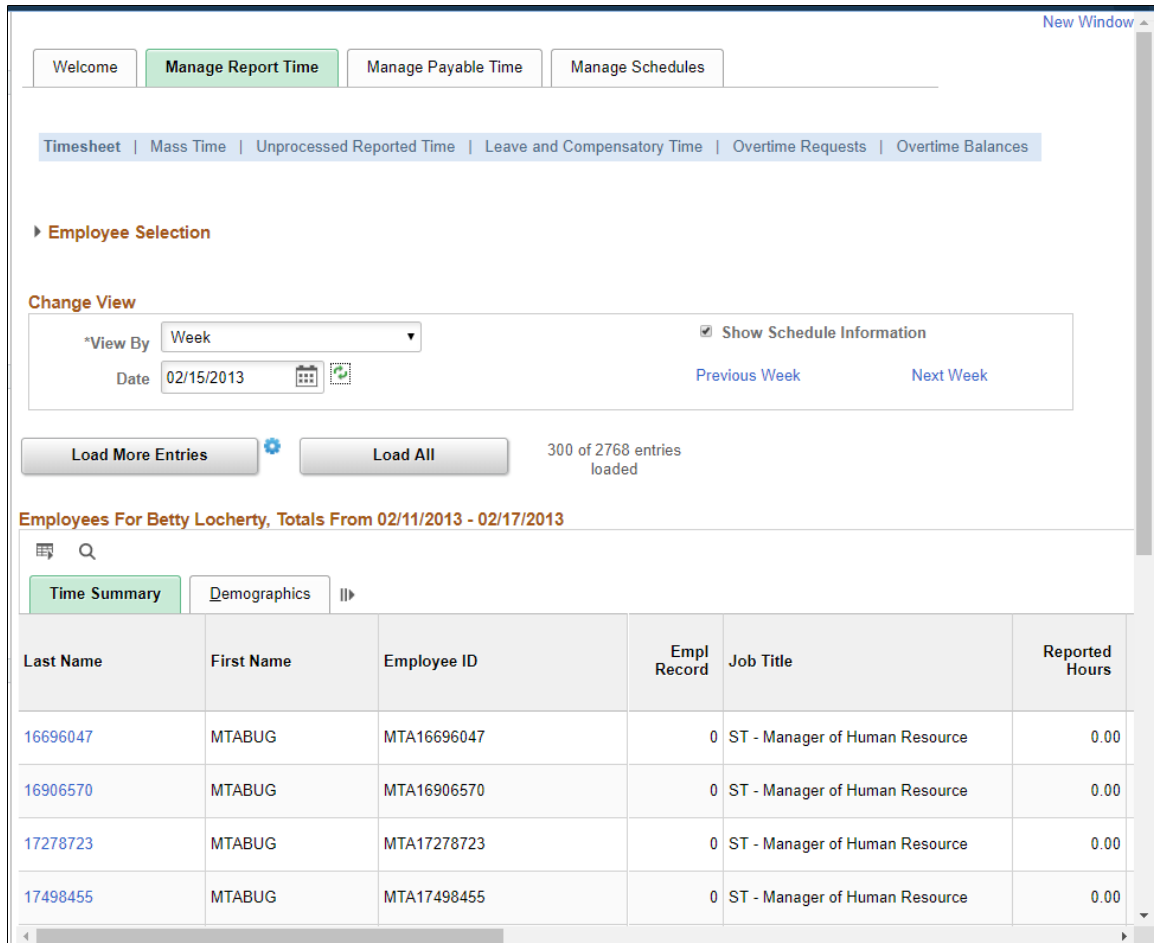 New Window
Welcome Manage Report Time Manage Payable Time Manage Schedules
Timesheet | Mass Time | Unprocessed Reported Time | Leave and Compensatory Time | Overtime Requests | Overtime Balances
Employee Selection
Change View
*View By Week Show Schedule Information
Date 02/15/2013 Previous Week Next Week
Load More Entries Load All 300 of 2768 entries
loaded
Employees For Betty Locherty, Totals From 02/11/2013 - 02/17/2013
Time Summary Demographics
Last Name First Name Employee ID Empl Record Job Title Reported Hours
16696047 MTABUG MTA16696047 0 ST - Manager of Human Resource 0.00
16906570 MTABUG MTA16906570 0 ST - Manager of Human Resource 0.00
17278723 MTABUG MTA17278723 0 ST - Manager of Human Resource 0.00
17498455 MTABUG MTA17498455 0 ST - Manager of Human Resource 0.00